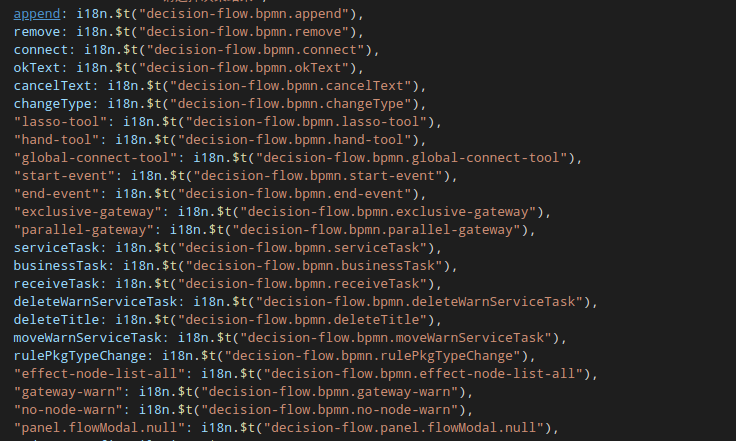 append: i18n.$t("decision-flow.bpmn.append"),
remove: i18n.$t("decision-flow.bpmn.remove"),
connect: i18n.$t("decision-flow.bpmn.connect"),
okText: i18n.$t("decision-flow.bpmn.okText"),
cancelText: i18n.$t("decision-flow.bpmn.cancelText"),
changeType: i18n.$t("decision-flow.bpmn.changeType"),
"lasso-tool": i18n.$t("decision-flow.bpmn.lasso-tool"),
"hand-tool": i18n.$t("decision-flow.bpmn.hand-tool"),
"global-connect-tool": i18n.$t("decision-flow.bpmn.global-connect-tool"),
"start-event": i18n.$t("decision-flow.bpmn.start-event"),
"end-event": i18n.$t("decision-flow.bpmn.end-event"),
"exclusive-gateway": i18n.$t("decision-flow.bpmn.exclusive-gateway"),
"parallel-gateway": i18n.$t("decision-flow.bpmn.parallel-gateway"),
serviceTask: i18n.$t("decision-flow.bpmn.serviceTask"),
businessTask: i18n.$t("decision-flow.bpmn.businessTask"),
receiveTask: i18n.$t("decision-flow.bpmn.receiveTask"),
deleteWarnServiceTask: i18n.$t("decision-flow.bpmn.deleteWarnServiceTask"),
deleteTitle: i18n.$t("decision-flow.bpmn.deleteTitle"),
moveWarnServiceTask: i18n.$t("decision-flow.bpmn.moveWarnServiceTask"),
rulePkgTypeChange: i18n.$t("decision-flow.bpmn.rulePkgTypeChange"),
"effect-node-list-all": i18n.$t("decision-flow.bpmn.effect-node-list-all"),
"gateway-warn": i18n.$t("decision-flow.bpmn.gateway-warn"),
"no-node-warn": i18n.$t("decision-flow.bpmn.no-node-warn"),
"panel.flowModal.null": i18n.$t("decision-flow.panel.flowModal.null"),